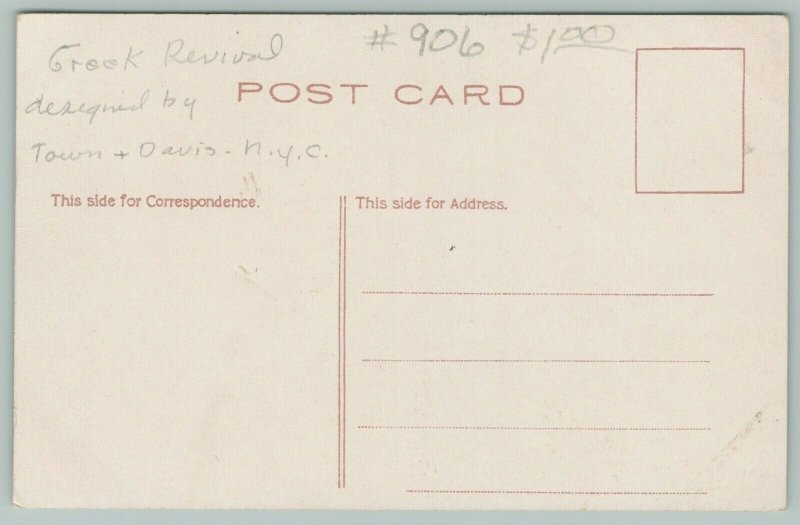 Greek Revival
# 906 $1.00
designed by
POST CARD
Town + Davis - N.Y.C.
This side for Correspondence.
This side for Address.